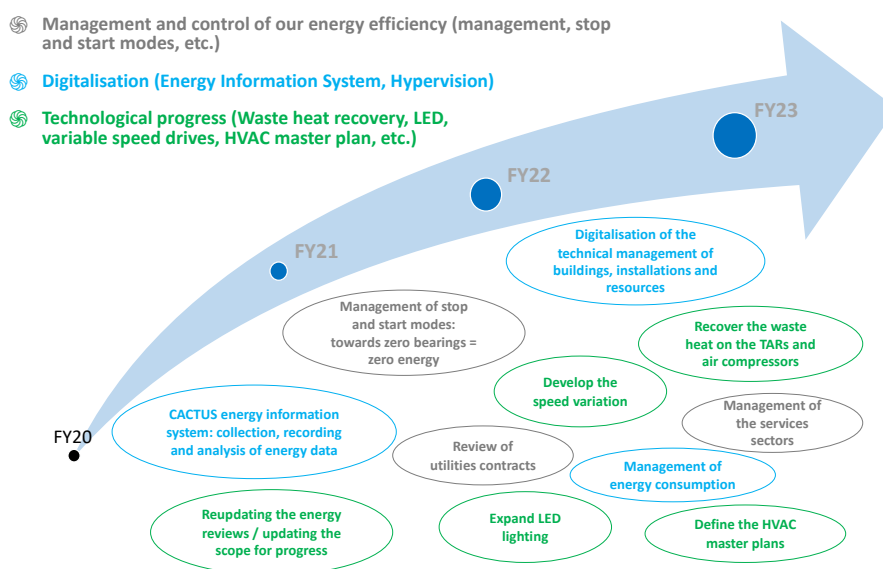 Management and control of our energy efficiency (management, stop
and start modes, etc.)
Digitalisation (Energy Information System, Hypervision)
Technological progress (Waste heat recovery, LED,
variable speed drives, HVAC master plan, etc.)
FY23
FY22
FY21
FY20
Digitalisation of the
technical management of
buildings, installations and
resources
Management of stop
and start modes:
towards zero bearings =
zero energy
Recover the waste
heat on the TARs and
air compressors
Develop the
speed variation
CACTUS energy information
system: collection, recording
and analysis of energy data
Management of
the services
sectors
Review of
utilities contracts
Management of
energy consumption
Reupdating the energy
reviews / updating the
scope for progress
Expand LED
lighting
Define the HVAC
master plans